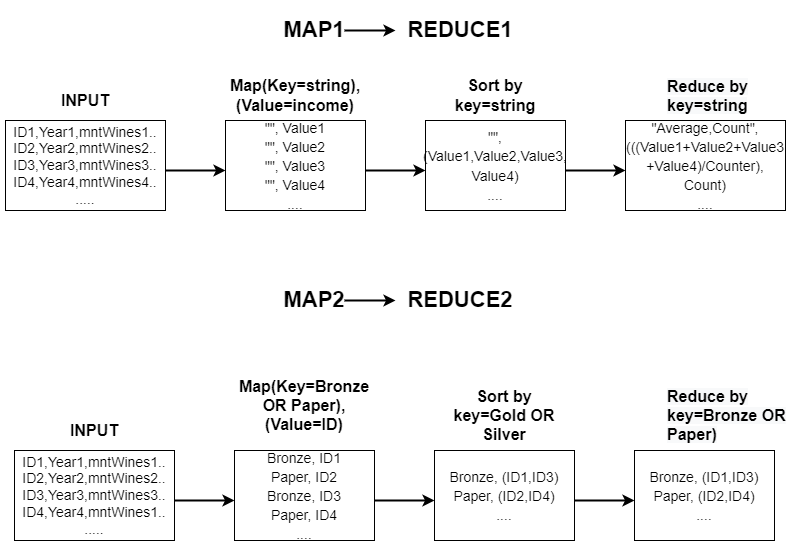 MAP1 REDUCE1
INPUT
Map(Key=string),
(Value=income)
Sort by
key=string
Reduce by
key=string
ID1,Year1,mntWines1..
ID2,Year2,mntWines2..
ID3,Year3,mntWines3..
ID4,Year4,mntWines4..
.....
"", Value1
"", Value2
"", Value3
"", Value4
....
"",
(Value1,Value2,Value3,
Value4)
....
"Average,Count",
(((Value1+Value2+Value3
+Value4)/Counter),
Count)
....
MAP2 REDUCE2
INPUT
Map(Key=Bronze
OR Paper),
(Value=ID)
Sort by
key=Gold OR
Silver
Reduce by
key=Bronze OR
Paper)
ID1,Year1,mntWines1..
ID2,Year2,mntWines2..
ID3,Year3,mntWines3..
ID4,Year4,mntWines1..
.....
Bronze, ID1
Paper, ID2
Bronze, ID3
Paper, ID4
....
Bronze, (ID1,ID3)
Paper, (ID2,ID4)
....
Bronze, (ID1,ID3)
Paper, (ID2,ID4)
....